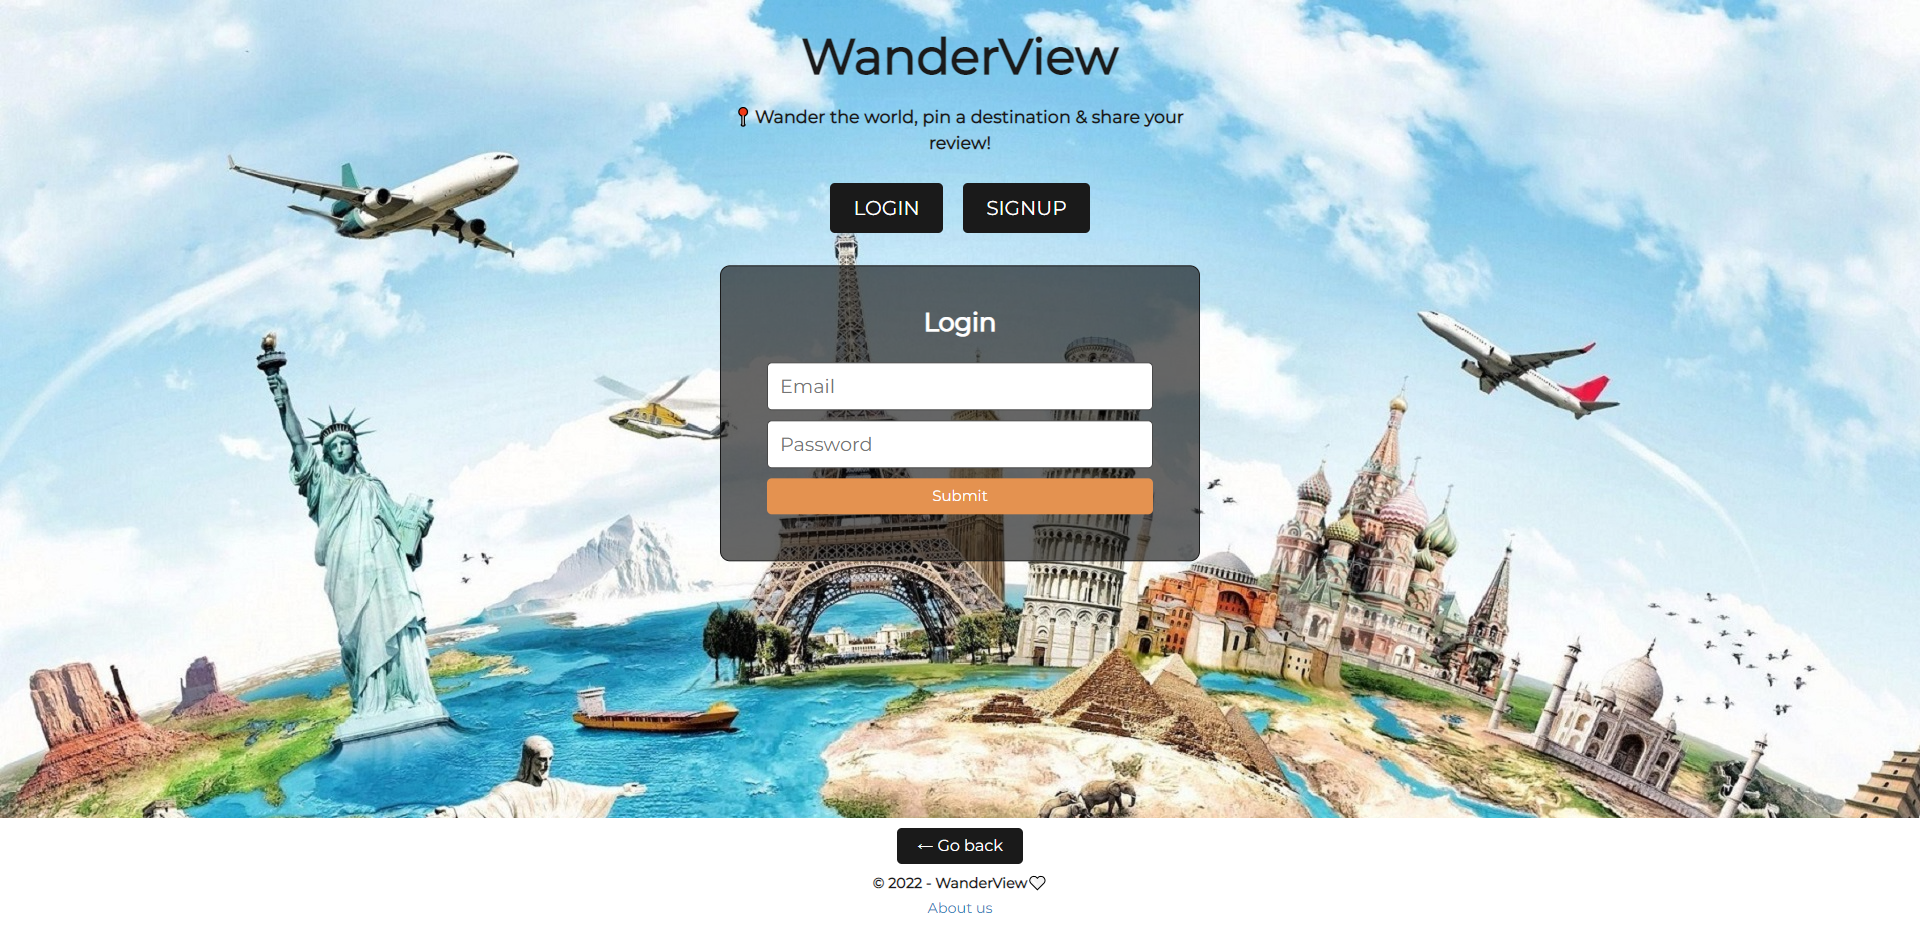 WanderView
📍Wander the world, pin a destination & share your
review!
LOGIN
SIGNUP
Login
Email
Password
Submit
← Go back
© 2022 - WanderView♡
About us